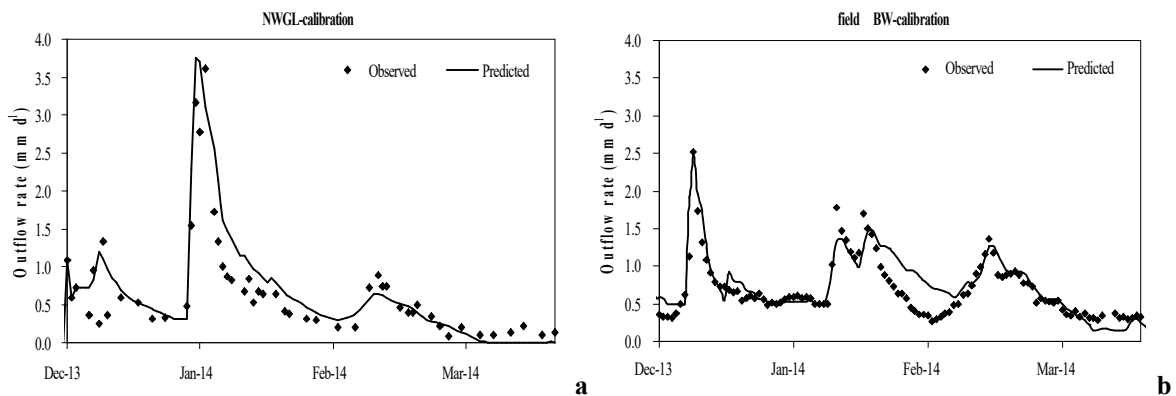 NWGL-calibration
4.0
3.5
3.0
2.5
2.0
1.5
1.0
0.5
0.0
Outflow rate (mm d¹)
Observed
Predicted
Dec-13
Jan-14
Feb-14
Mar-14
a
field BW-calibration
4.0
3.5
3.0
2.5
2.0
1.5
1.0
0.5
0.0
Outflow rate (mm d¹)
Observed
Predicted
Dec-13
Jan-14
Feb-14
Mar-14
b